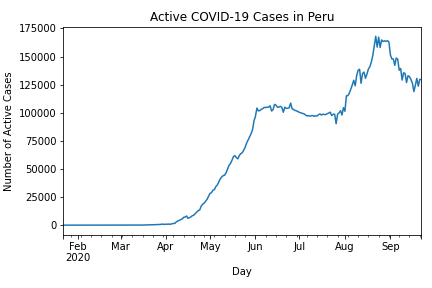 Active COVID-19 Cases in Peru
175000
150000
125000
100000
75000
50000
25000
0
Number of Active Cases
Feb Mar Apr May Jun Jul Aug Sep
2020
Day